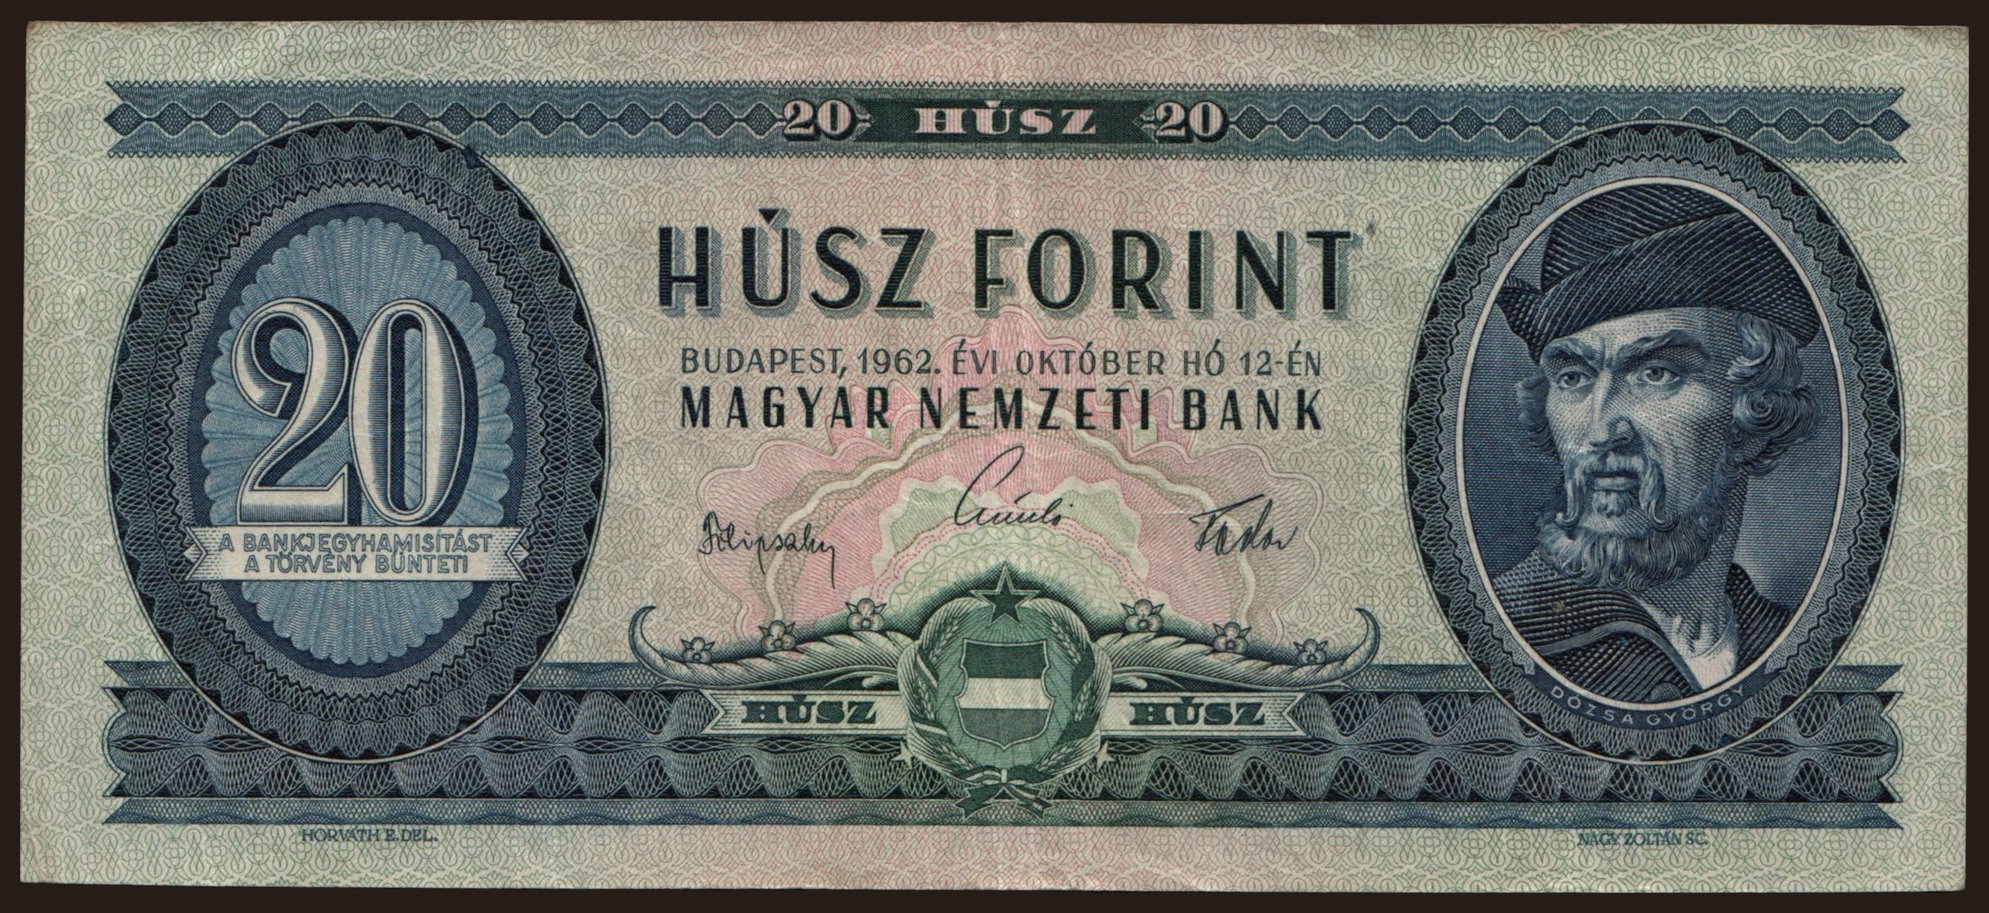 20 HÚSZ 20
HÚSZ FORINT
BUDAPEST, 1962. ÉVI OKTÓBER HÓ 12-ÉN
MAGYAR NEMZETI BANK
20
A BANKJEGYHAMISÍTÁST
A TÖRVÉNY BÜNTETI
HÚSZ HÚSZ
DÓZSA GYÖRGY
HORVÁTH E. DEL.
NAGY ZOLTÁN SC.